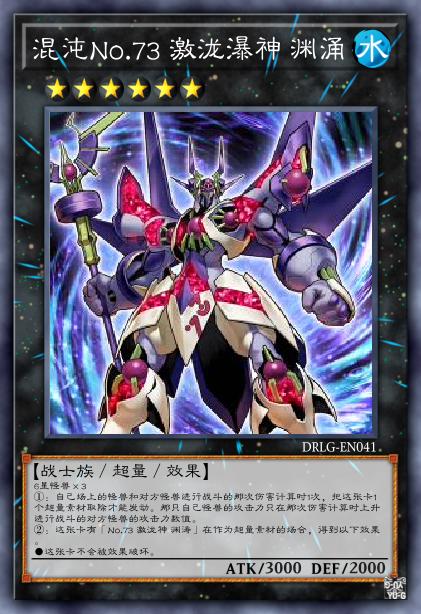 混沌No.73 激泷瀑神 渊涌 水
DRLG-EN041
【战士族／超量／效果】
6星怪兽×3
①：自己场上的怪兽和对方怪兽进行战斗的那次伤害计算时1次，把这张卡1
个超量素材取除才能发动。那只自己怪兽的攻击力只在那次伤害计算时上升
进行战斗的对方怪兽的攻击力数值。
②：这张卡有「No.73 激泷神 渊涛」在作为超量素材的场合，得到以下效果
。
●这张卡不会被效果破坏。
ATK/3000 DEF/2000